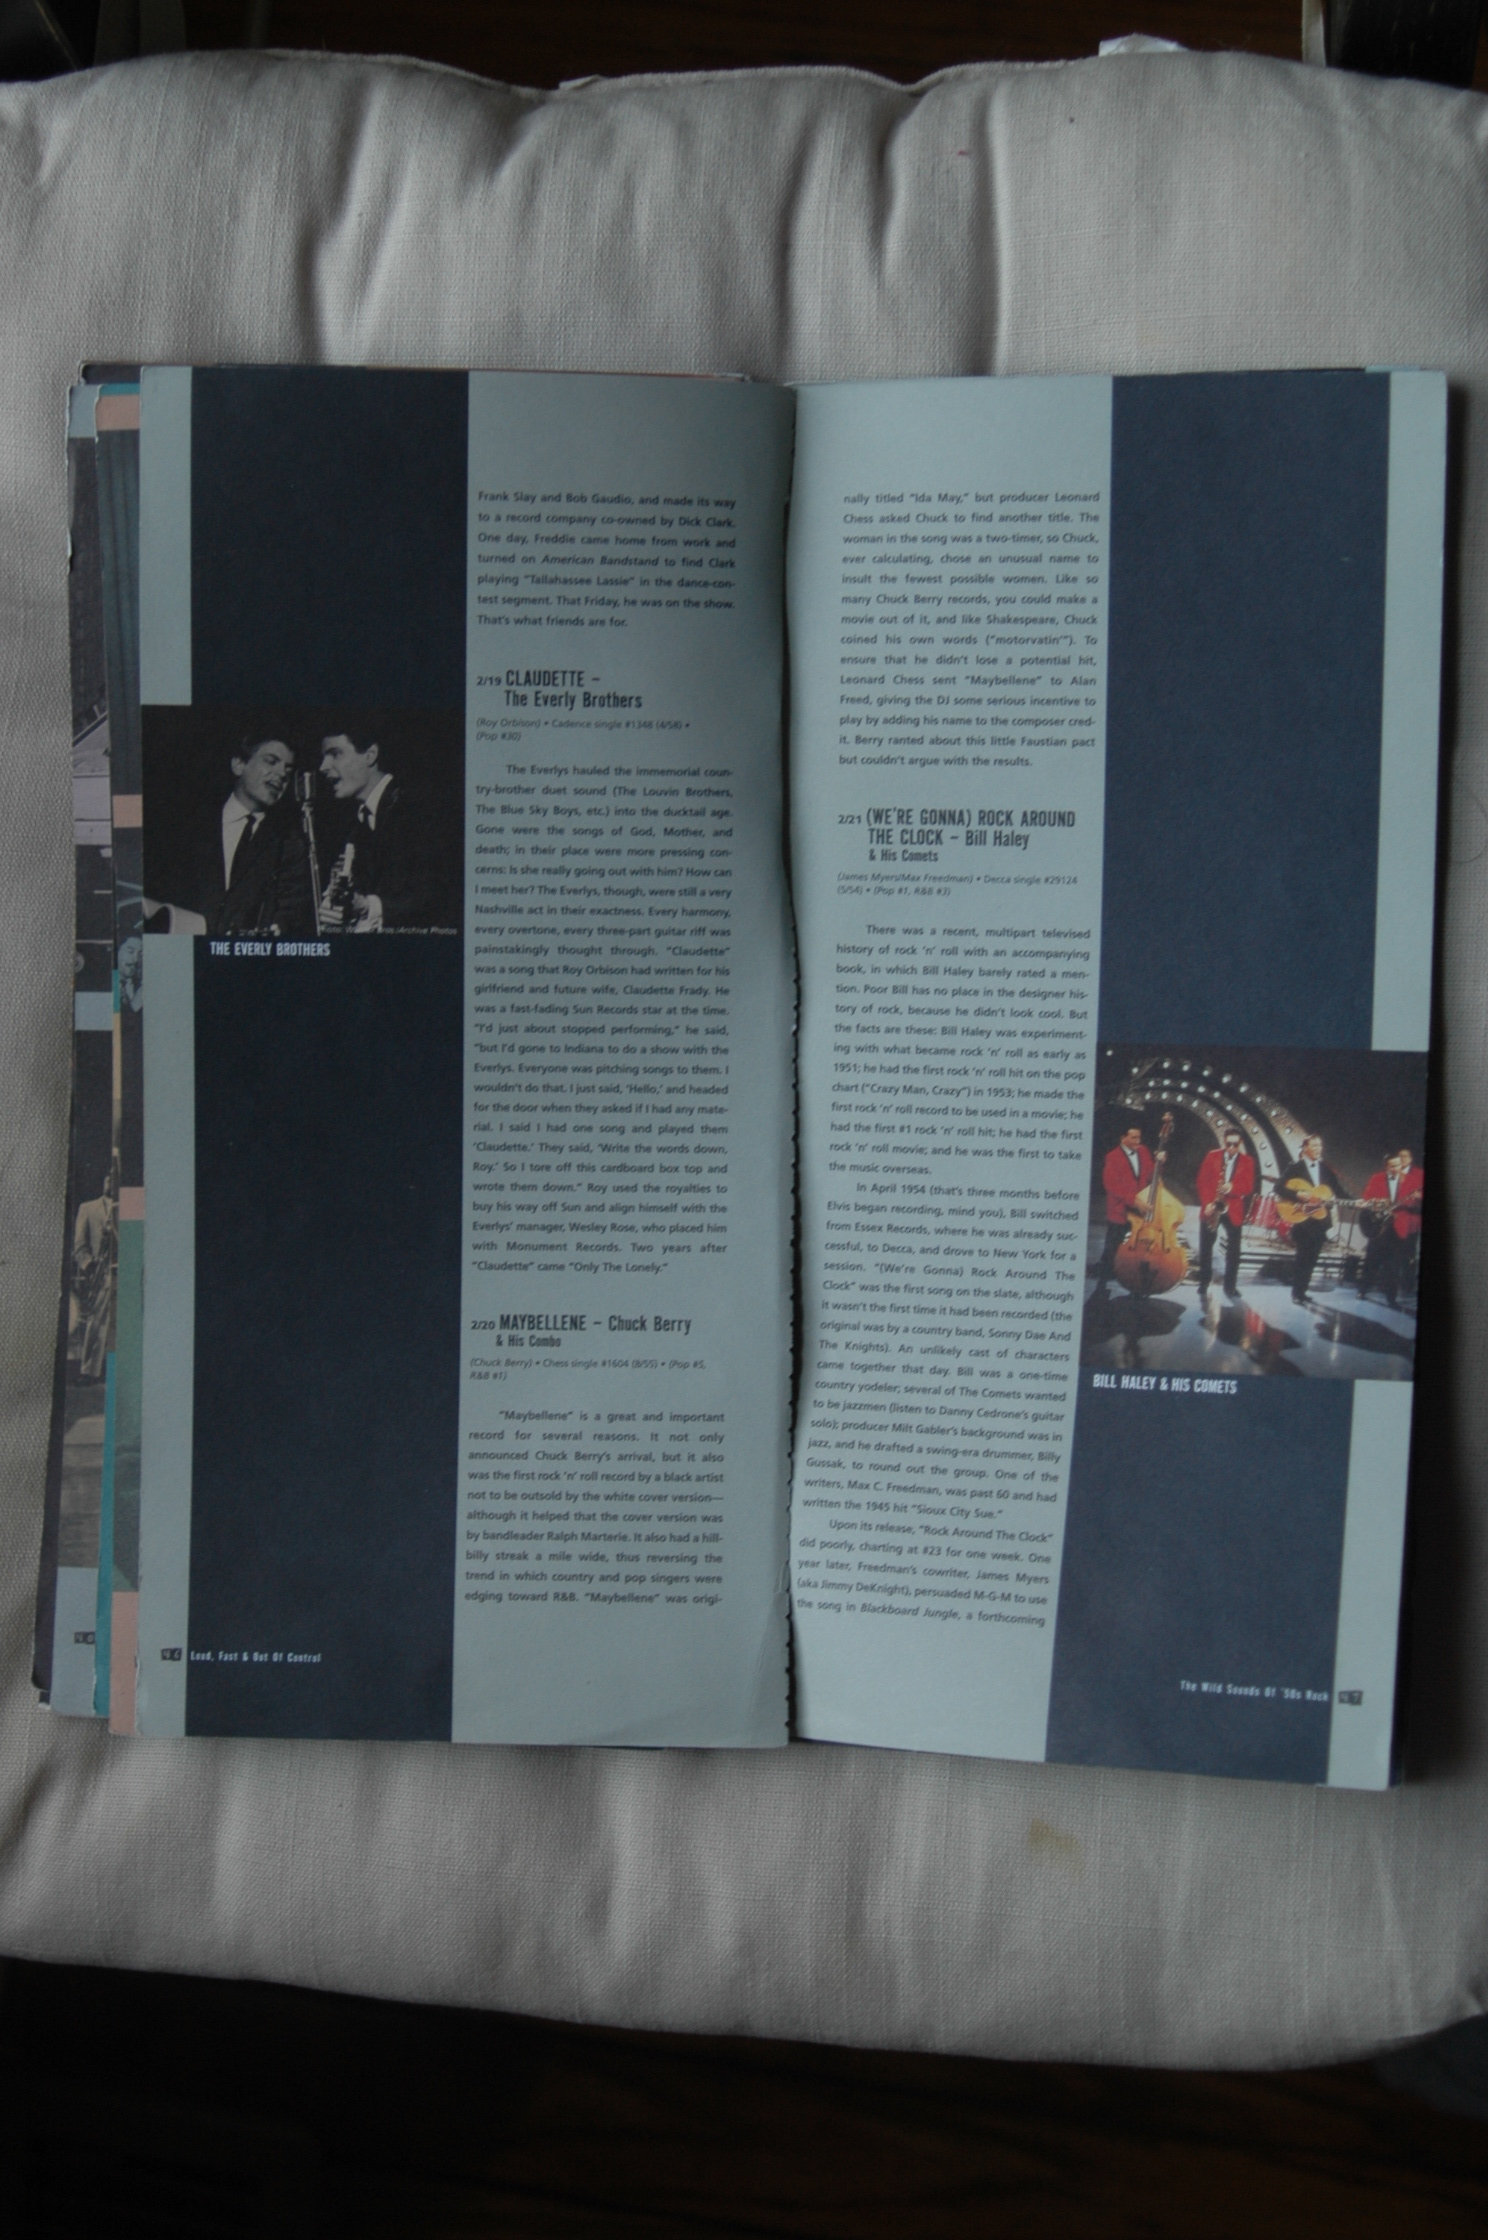 Frank Slay and Bob Gaudio, and made its way
to a record company co-owned by Dick Clark.
One day, Freddie came home from work and
turned on American Bandstand to find Clark
playing "Tallahassee Lassie" in the dance-con-
test segment. That Friday, he was on the show.
That's what friends are for.
2/19 CLAUDETTE –
The Everly Brothers
(Roy Orbison) • Cadence single #1348 (4/58) •
(Pop #30)
The Everlys hauled the immemorial coun-
try-brother duet sound (The Louvin Brothers,
The Blue Sky Boys, etc.) into the ducktail age.
Gone were the songs of God, Mother, and
death; in their place were more pressing con-
cerns: Is she really going out with him? How can
I meet her? The Everlys, though, were still a very
Nashville act in their exactness. Every harmony,
every overtone, every three-part guitar riff was
painstakingly thought through. "Claudette"
was a song that Roy Orbison had written for his
girlfriend and future wife, Claudette Frady. He
was a fast-fading Sun Records star at the time.
"I'd just about stopped performing," he said,
"but I'd gone to Indiana to do a show with the
Everlys. Everyone was pitching songs to them. I
wouldn't do that. I just said, 'Hello,' and headed
for the door when they asked if I had any mate-
rial. I said I had one song and played them
'Claudette.' They said, 'Write the words down,
Roy.' So I tore off this cardboard box top and
wrote them down." Roy used the royalties to
buy his way off Sun and align himself with the
Everlys' manager, Wesley Rose, who placed him
with Monument Records. Two years after
"Claudette" came "Only The Lonely."
2/20 MAYBELLENE – Chuck Berry
& His Combo
(Chuck Berry) • Chess single #1604 (8/55) • (Pop #5,
R&B #1)
"Maybellene" is a great and important
record for several reasons. It not only
announced Chuck Berry's arrival, but it also
was the first rock 'n' roll record by a black artist
not to be outsold by the white cover version—
although it helped that the cover version was
by bandleader Ralph Marterie. It also had a hill-
billy streak a mile wide, thus reversing the
trend in which country and pop singers were
edging toward R&B. "Maybellene" was origi-
THE EVERLY BROTHERS
46 Loud, Fast & Out Of Control
nally titled "Ida May," but producer Leonard
Chess asked Chuck to find another title. The
woman in the song was a two-timer, so Chuck,
ever calculating, chose an unusual name to
insult the fewest possible women. Like so
many Chuck Berry records, you could make a
movie out of it, and like Shakespeare, Chuck
coined his own words ("motorvatin'"). To
ensure that he didn't lose a potential hit,
Leonard Chess sent "Maybellene" to Alan
Freed, giving the DJ some serious incentive to
play by adding his name to the composer cred-
it. Berry ranted about this little Faustian pact
but couldn't argue with the results.
2/21 (WE'RE GONNA) ROCK AROUND
THE CLOCK – Bill Haley
& His Comets
(James Myers/Max Freedman) • Decca single #29124
(5/54) • (Pop #1, R&B #3)
There was a recent, multipart televised
history of rock 'n' roll with an accompanying
book, in which Bill Haley barely rated a men-
tion. Poor Bill has no place in the designer his-
tory of rock, because he didn't look cool. But
the facts are these: Bill Haley was experiment-
ing with what became rock 'n' roll as early as
1951; he had the first rock 'n' roll hit on the pop
chart ("Crazy Man, Crazy") in 1953; he made the
first rock 'n' roll record to be used in a movie; he
had the first #1 rock 'n' roll hit; he had the first
rock 'n' roll movie; and he was the first to take
the music overseas.
In April 1954 (that's three months before
Elvis began recording, mind you), Bill switched
from Essex Records, where he was already suc-
cessful, to Decca, and drove to New York for a
session. "(We're Gonna) Rock Around The
Clock" was the first song on the slate, although
it wasn't the first time it had been recorded (the
original was by a country band, Sonny Dae And
The Knights). An unlikely cast of characters
came together that day. Bill was a one-time
country yodeler; several of The Comets wanted
to be jazzmen (listen to Danny Cedrone's guitar
solo); producer Milt Gabler's background was in
jazz, and he drafted a swing-era drummer, Billy
Gussak, to round out the group. One of the
writers, Max C. Freedman, was past 60 and had
written the 1945 hit "Sioux City Sue."
Upon its release, "Rock Around The Clock"
did poorly, charting at #23 for one week. One
year later, Freedman's cowriter, James Myers
(aka Jimmy DeKnight), persuaded M-G-M to use
the song in Blackboard Jungle, a forthcoming
BILL HALEY & HIS COMETS
The Wild Sounds Of '50s Rock 47